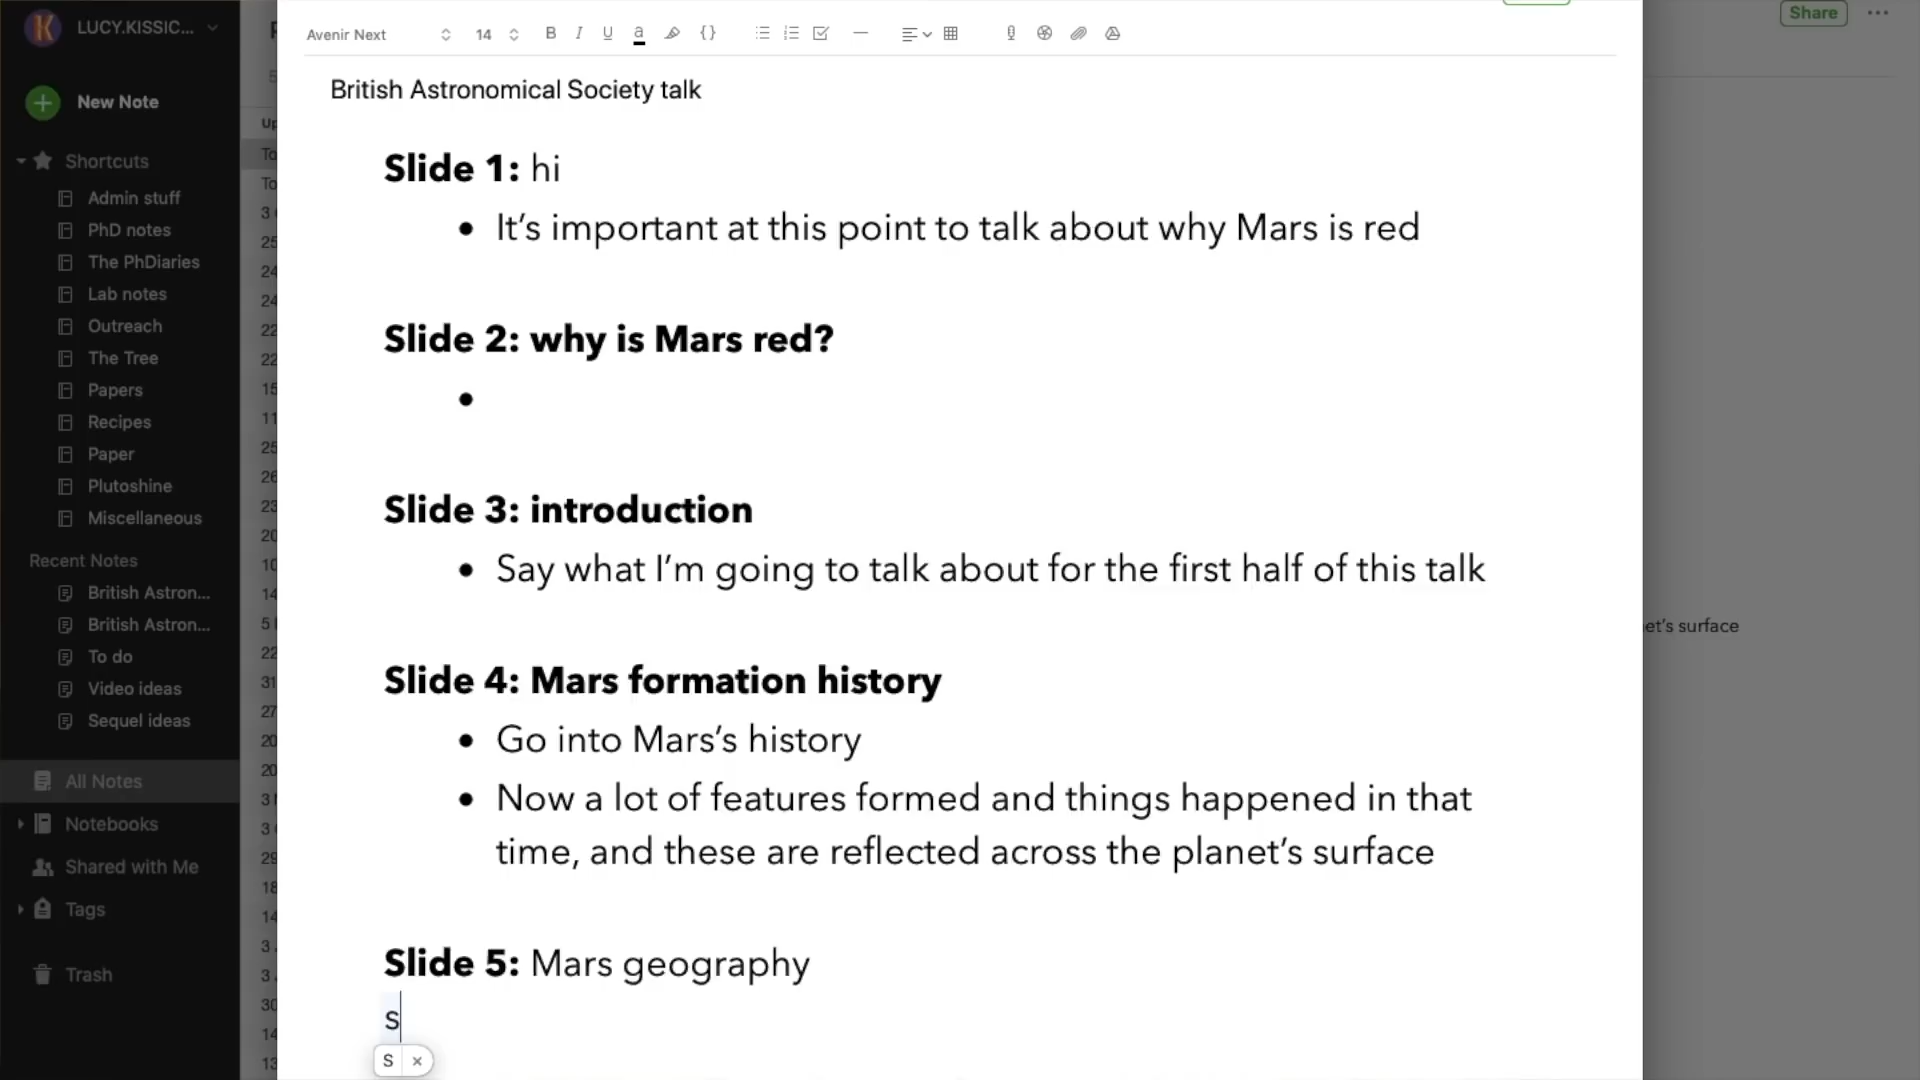 LUCY.KISSIC...
New Note
Shortcuts
Admin stuff
PhD notes
The PhDiaries
Lab notes
Outreach
The Tree
Papers
Recipes
Paper
Plutoshine
Miscellaneous
Recent Notes
British Astron...
British Astron...
To do
Video ideas
Sequel ideas
All Notes
Notebooks
Shared with Me
Tags
Trash
Avenir Next
14
B I U a {}
Share
British Astronomical Society talk
Slide 1: hi
• It’s important at this point to talk about why Mars is red
Slide 2: why is Mars red?
•
Slide 3: introduction
• Say what I’m going to talk about for the first half of this talk
Slide 4: Mars formation history
• Go into Mars’s history
• Now a lot of features formed and things happened in that
time, and these are reflected across the planet’s surface
Slide 5: Mars geography
S
S ×
et’s surface